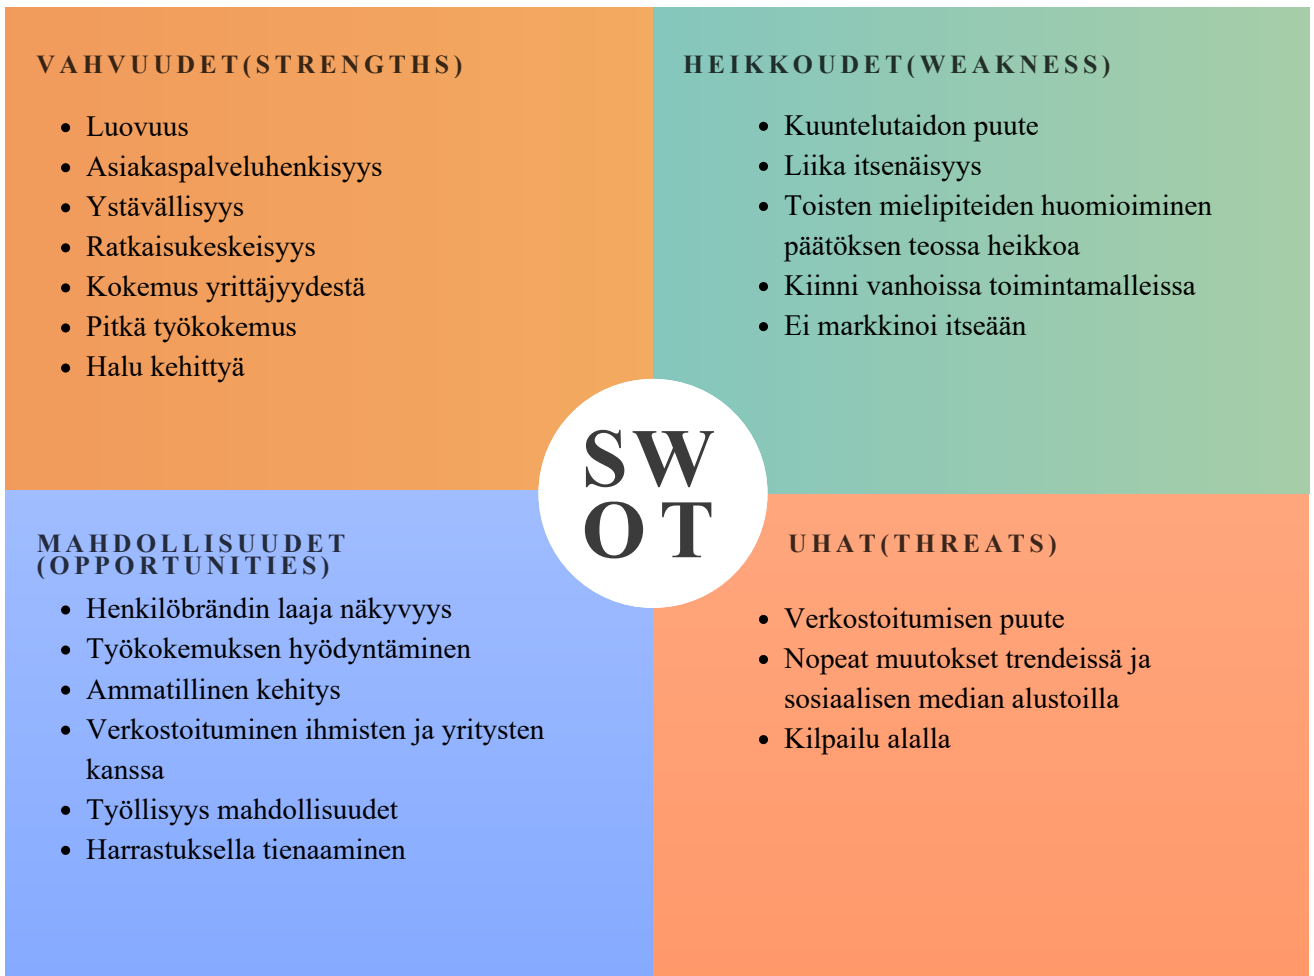 VAHVUUDET(STRENGTHS)
• Luovuus
• Asiakaspalveluhenkisyys
• Ystävällisyys
• Ratkaisukeskeisyys
• Kokemus yrittäjyydestä
• Pitkä työkokemus
• Halu kehittyä
HEIKKOUDET(WEAKNESS)
• Kuuntelutaidon puute
• Liika itsenäisyys
• Toisten mielipiteiden huomioiminen
päätöksen teossa heikkoa
• Kiinni vanhoissa toimintamalleissa
• Ei markkinoi itseään
SW
OT
MAHDOLLISUUDET
(OPPORTUNITIES)
• Henkilöbrändin laaja näkyvyys
• Työkokemuksen hyödyntäminen
• Ammatillinen kehitys
• Verkostoituminen ihmisten ja yritysten
kanssa
• Työllisyys mahdollisuudet
• Harrastuksella tienaaminen
UHAT(THREATS)
• Verkostoitumisen puute
• Nopeat muutokset trendeissä ja
sosiaalisen median alustoilla
• Kilpailu alalla